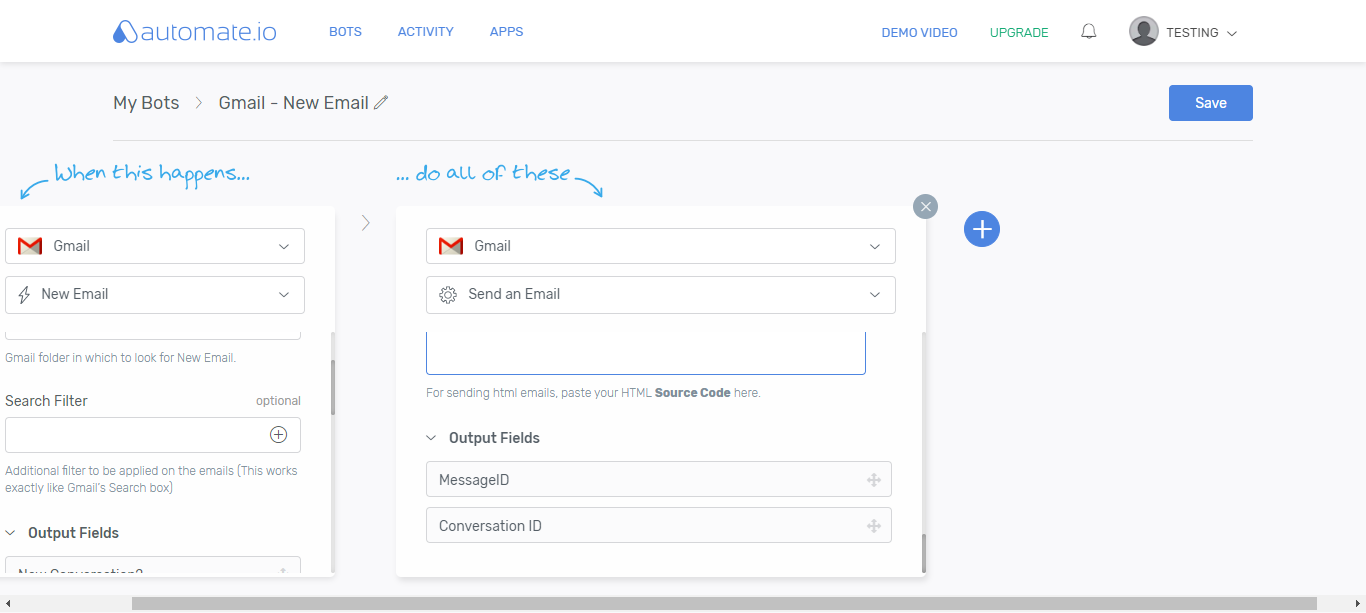 automate.io BOTS ACTIVITY APPS DEMO VIDEO UPGRADE TESTING
My Bots Gmail - New Email Save
When this happens... ... do all of these
Gmail
New Email
Gmail folder in which to look for New Email.
Search Filter optional
Additional filter to be applied on the emails (This works
exactly like Gmail's Search box)
Output Fields
New Conversation?
Gmail
Send an Email
For sending html emails, paste your HTML Source Code here.
Output Fields
MessageID
Conversation ID